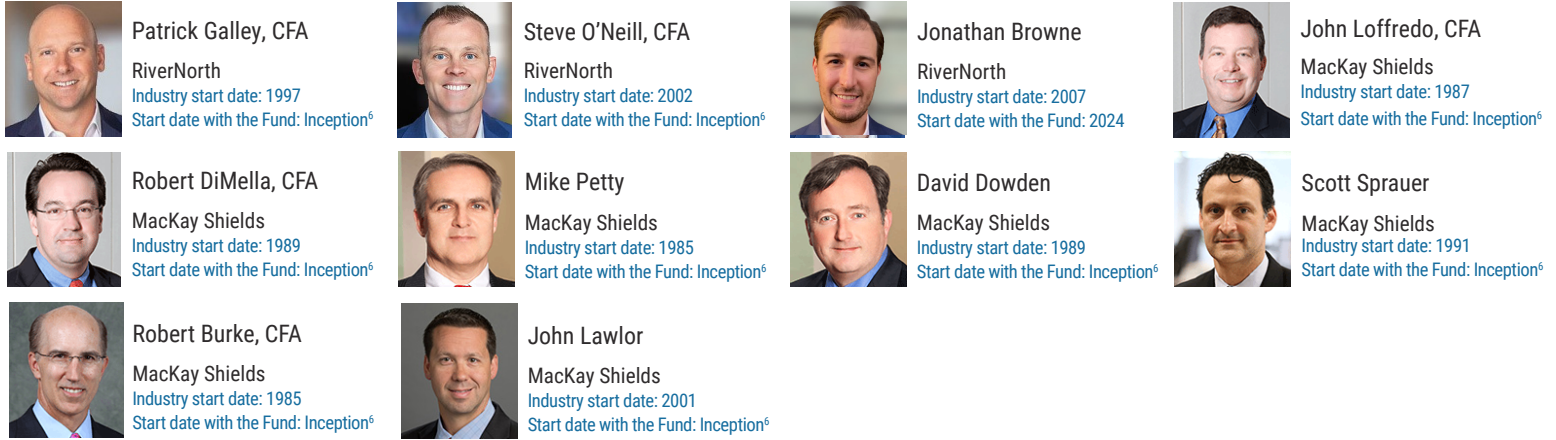 Patrick Galley, CFA
RiverNorth
Industry start date: 1997
Start date with the Fund: Inception⁶
Steve O’Neill, CFA
RiverNorth
Industry start date: 2002
Start date with the Fund: Inception⁶
Jonathan Browne
RiverNorth
Industry start date: 2007
Start date with the Fund: 2024
John Loffredo, CFA
MacKay Shields
Industry start date: 1987
Start date with the Fund: Inception⁶
Robert DiMella, CFA
MacKay Shields
Industry start date: 1989
Start date with the Fund: Inception⁶
Mike Petty
MacKay Shields
Industry start date: 1985
Start date with the Fund: Inception⁶
David Dowden
MacKay Shields
Industry start date: 1989
Start date with the Fund: Inception⁶
Scott Sprauer
MacKay Shields
Industry start date: 1991
Start date with the Fund: Inception⁶
Robert Burke, CFA
MacKay Shields
Industry start date: 1985
Start date with the Fund: Inception⁶
John Lawlor
MacKay Shields
Industry start date: 2001
Start date with the Fund: Inception⁶